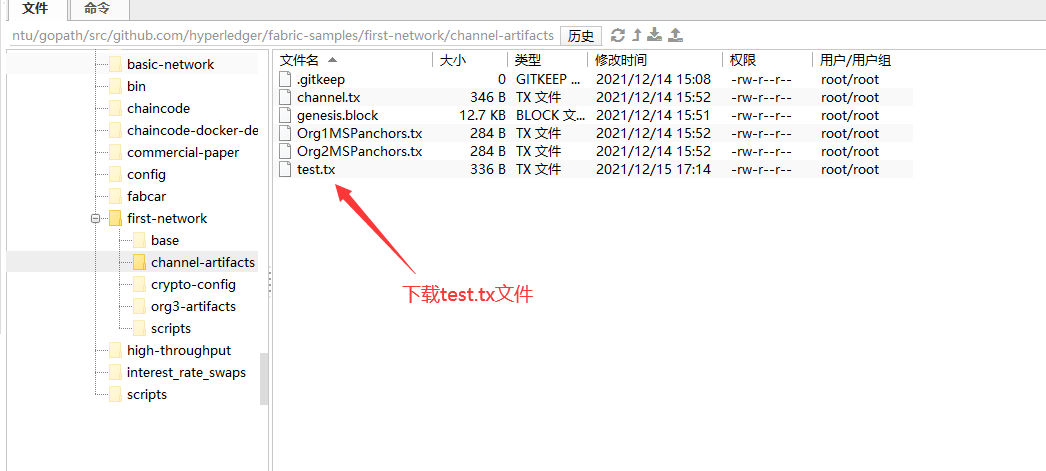 文件 命令
ntu/gopath/src/github.com/hyperledger/fabric-samples/first-network/channel-artifacts 历史
basic-network
bin
chaincode
chaincode-docker-de
commercial-paper
config
fabcar
first-network
base
channel-artifacts
crypto-config
org3-artifacts
scripts
high-throughput
interest_rate_swaps
scripts
文件名 大小 类型 修改时间 权限 用户/用户组
.gitkeep 0 GITKEEP ... 2021/12/14 15:08 -rw-r--r-- root/root
channel.tx 346 B TX 文件 2021/12/14 15:52 -rw-r--r-- root/root
genesis.block 12.7 KB BLOCK 文... 2021/12/14 15:51 -rw-r--r-- root/root
Org1MSPanchors.tx 284 B TX 文件 2021/12/14 15:52 -rw-r--r-- root/root
Org2MSPanchors.tx 284 B TX 文件 2021/12/14 15:52 -rw-r--r-- root/root
test.tx 336 B TX 文件 2021/12/15 17:14 -rw-r--r-- root/root
下载test.tx文件